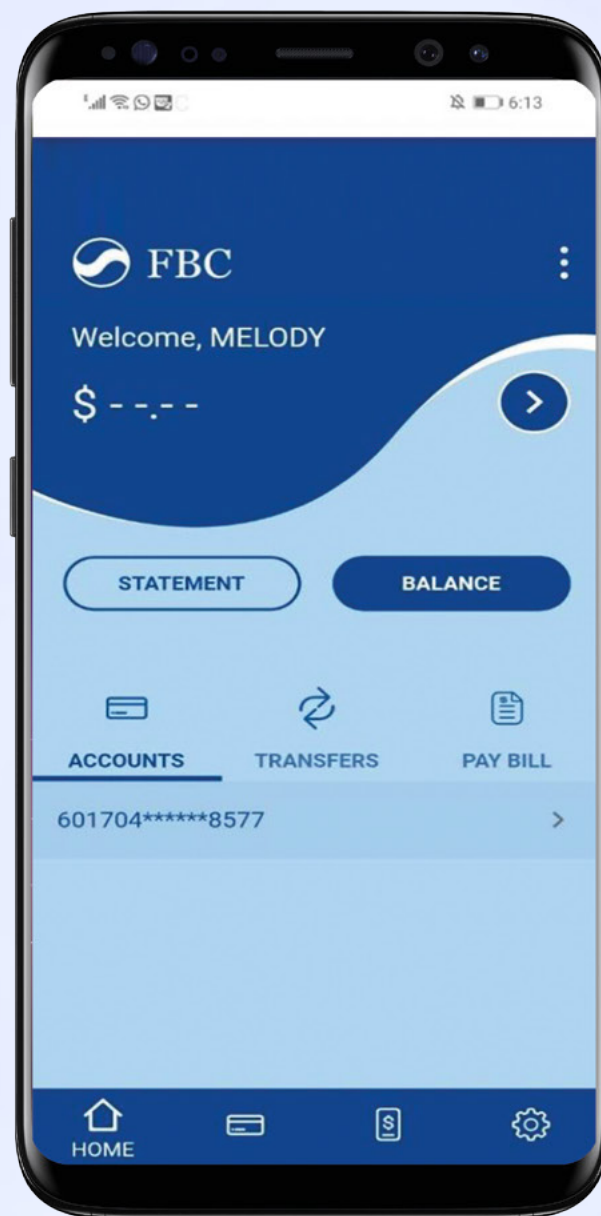 6:13
FBC
Welcome, MELODY
$ - -.- -
STATEMENT BALANCE
ACCOUNTS TRANSFERS PAY BILL
601704******8577
HOME